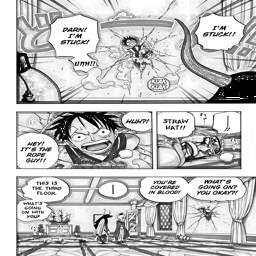 DARN!
I'M
STUCK!
I'M
STUCK!!
HUH?!
HEY!
IT'S THE
ROPE
GUY!!
STRAW
HAT!!
THIS IS
THE THIRD
FLOOR.
WHAT'S
GOING ON
WITH YOU?
YOU'RE
COVERED
IN BLOOD!
WHAT'S
GOING ON?
YOU OKAY?!